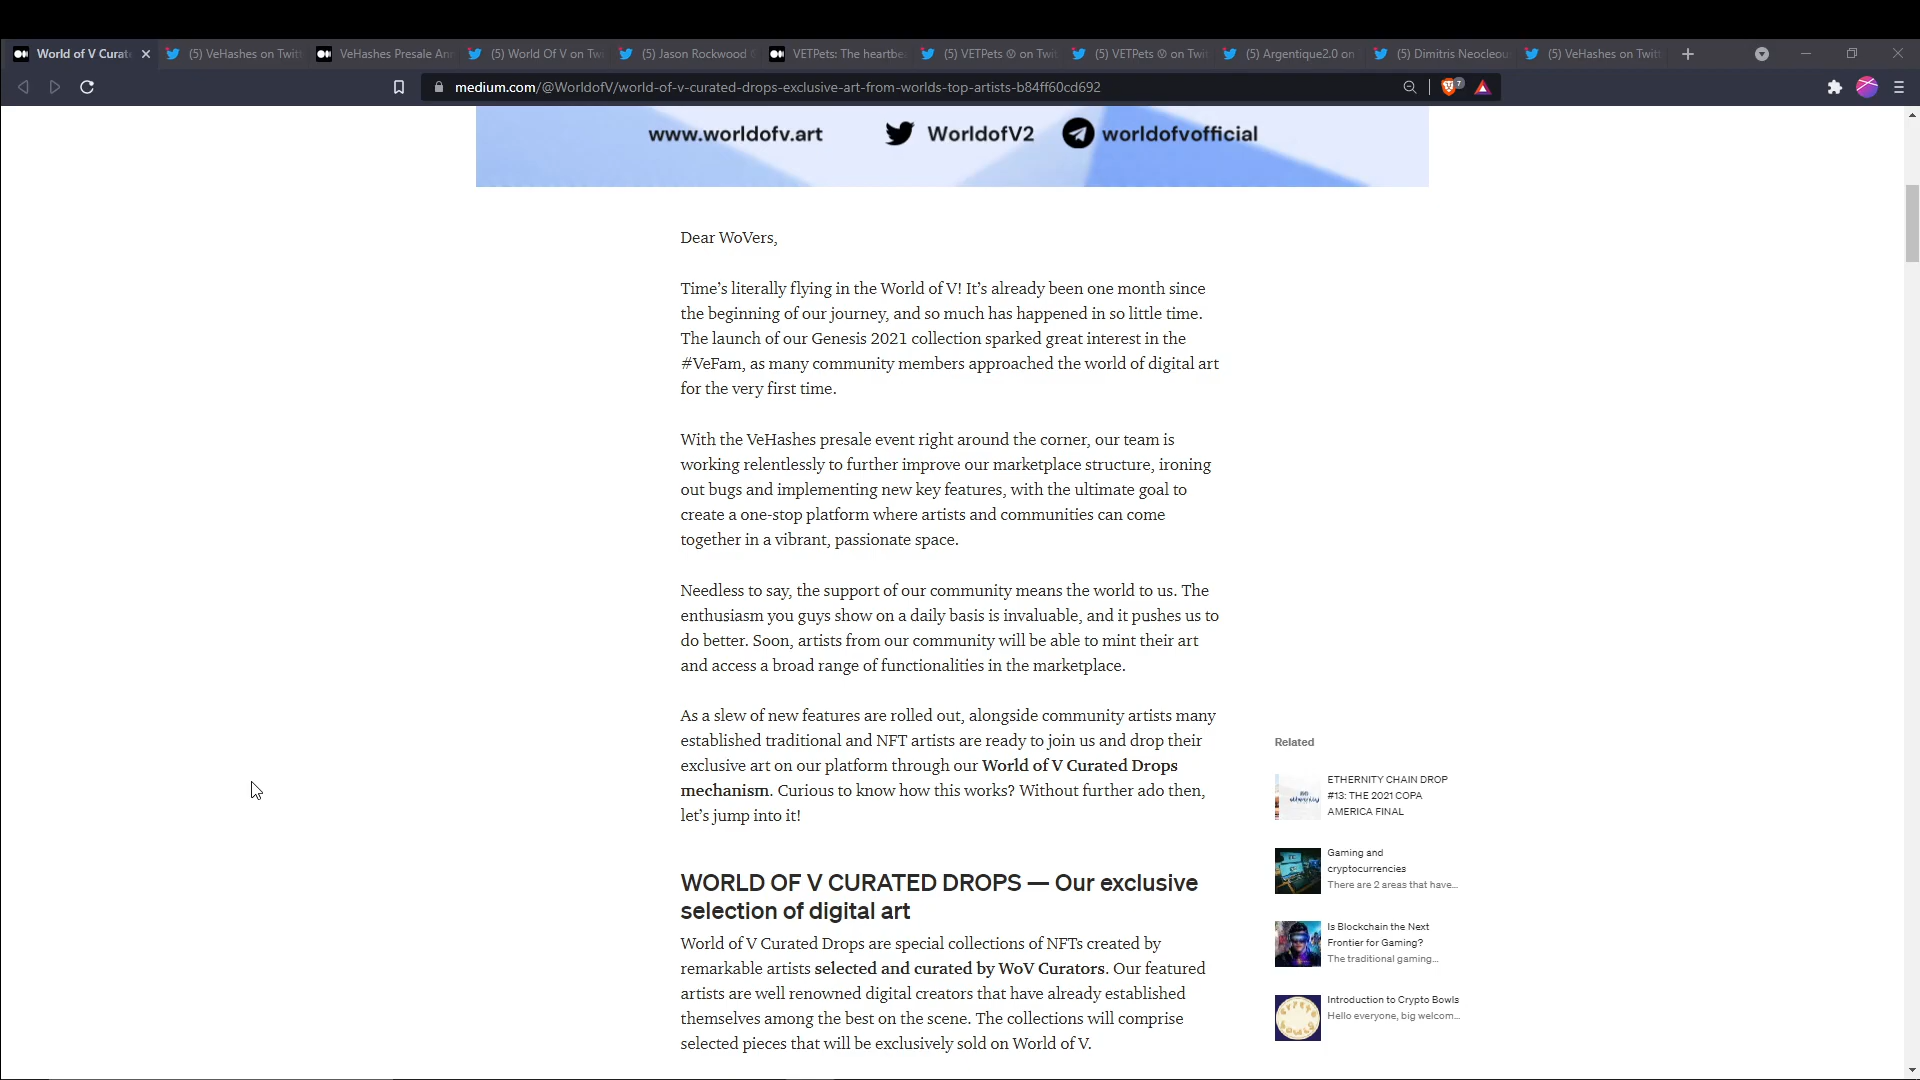 World of V Curat
(5) VeHashes on Twitt
VeHashes Presale Ann
(5) World Of V on Tw
(5) Jason Rockwood
VETPets: The heartbe
(5) VETPets on Twit
(5) VETPets on Twi
(5) Argentique2.0 on
(5) Dimitris Neocleou
(5) VeHashes on Twitt
medium.com/@WorldofV/world-of-v-curated-drops-exclusive-art-from-worlds-top-artists-b84ff60cd692
7
www.worldofv.art
WorldofV2
worldofvofficial
Dear WoVers,
Time’s literally flying in the World of V! It’s already been one month since
the beginning of our journey, and so much has happened in so little time.
The launch of our Genesis 2021 collection sparked great interest in the
#VeFam, as many community members approached the world of digital art
for the very first time.
With the VeHashes presale event right around the corner, our team is
working relentlessly to further improve our marketplace structure, ironing
out bugs and implementing new key features, with the ultimate goal to
create a one-stop platform where artists and communities can come
together in a vibrant, passionate space.
Needless to say, the support of our community means the world to us. The
enthusiasm you guys show on a daily basis is invaluable, and it pushes us to
do better. Soon, artists from our community will be able to mint their art
and access a broad range of functionalities in the marketplace.
As a slew of new features are rolled out, alongside community artists many
established traditional and NFT artists are ready to join us and drop their
exclusive art on our platform through our World of V Curated Drops
mechanism. Curious to know how this works? Without further ado then,
let’s jump into it!
WORLD OF V CURATED DROPS — Our exclusive
selection of digital art
World of V Curated Drops are special collections of NFTs created by
remarkable artists selected and curated by WoV Curators. Our featured
artists are well renowned digital creators that have already established
themselves among the best on the scene. The collections will comprise
selected pieces that will be exclusively sold on World of V.
Related
ETHERNITY CHAIN DROP
#13: THE 2021 COPA
AMERICA FINAL
Gaming and
cryptocurrencies
There are 2 areas that have...
Is Blockchain the Next
Frontier for Gaming?
The traditional gaming...
Introduction to Crypto Bowls
Hello everyone, big welcom...